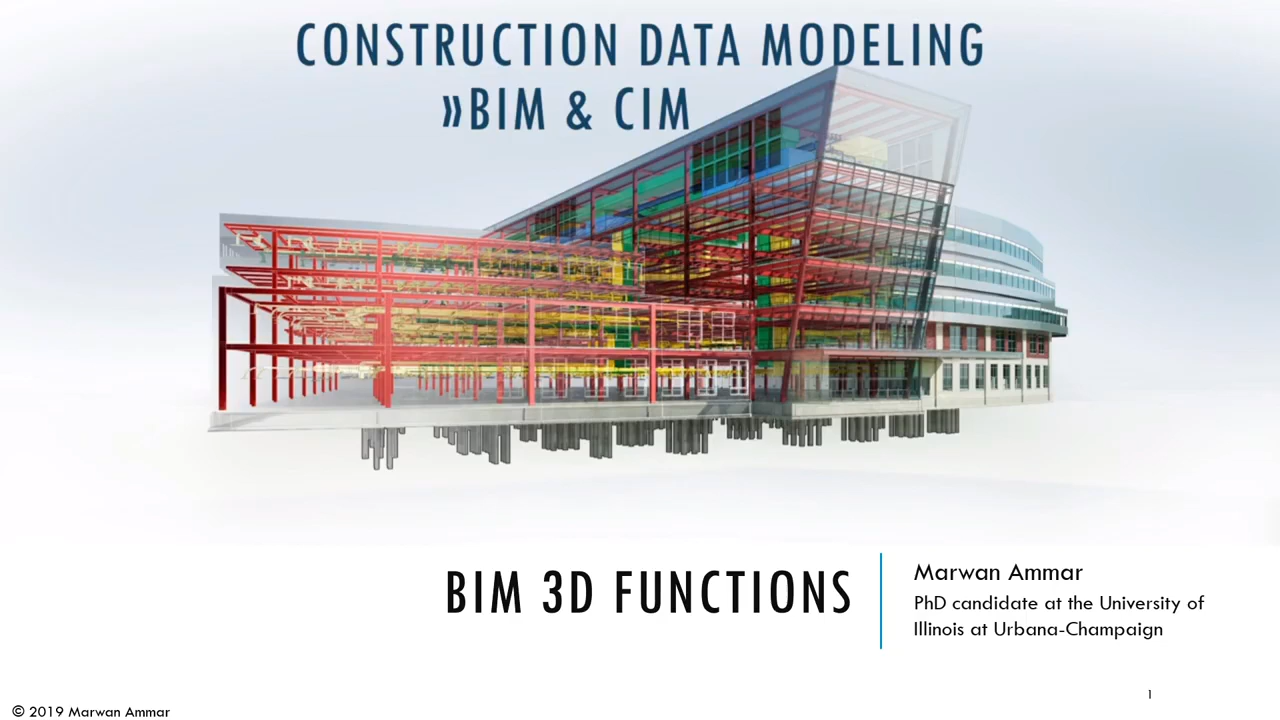 CONSTRUCTION DATA MODELING
»BIM & CIM
BIM 3D FUNCTIONS
Marwan Ammar
PhD candidate at the University of
Illinois at Urbana-Champaign
1
© 2019 Marwan Ammar